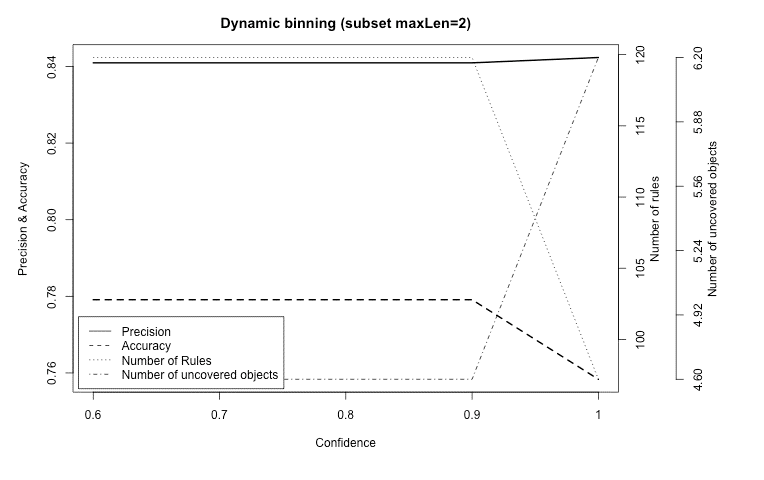 Dynamic binning (subset maxLen=2)
Precision & Accuracy
0.84
0.82
0.80
0.78
0.76
120
115
110
105
100
Number of rules
6.20
5.88
5.56
5.24
4.92
4.60
Number of uncovered objects
Precision
Accuracy
Number of Rules
Number of uncovered objects
0.6 0.7 0.8 0.9 1
Confidence